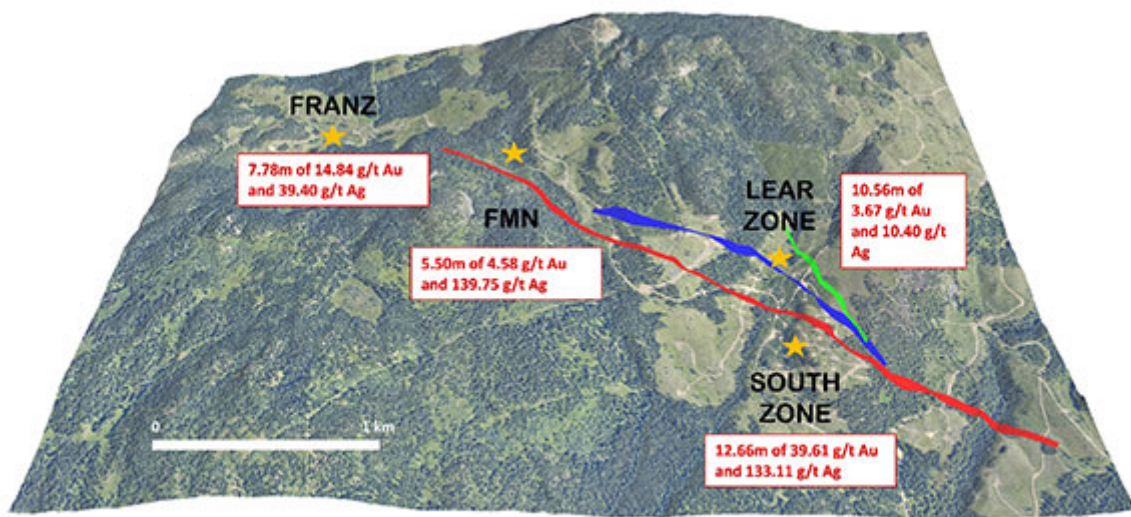 FRANZ
7.78m of 14.84 g/t Au
and 39.40 g/t Ag
FMN
5.50m of 4.58 g/t Au
and 139.75 g/t Ag
LEAR
ZONE
10.56m of
3.67 g/t Au
and 10.40 g/t
Ag
SOUTH
ZONE
12.66m of 39.61 g/t Au
and 133.11 g/t Ag
0 1 km